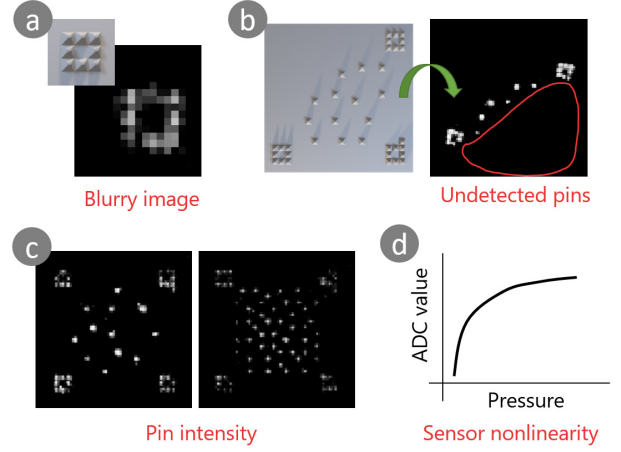 a
b
Blurry image
Undetected pins
c
d
ADC value
Pressure
Pin intensity
Sensor nonlinearity